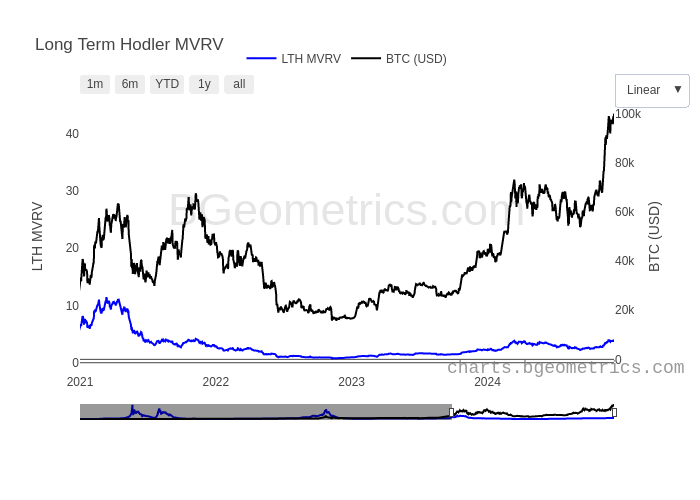 Long Term Hodler MVRV
LTH MVRV BTC (USD)
1m 6m YTD 1y all
Linear ▼
100k
40
80k
30
BGeometrics.com
60k
LTH MVRV
BTC (USD)
20
40k
10
20k
0
0
charts.bgeometrics.com
2021 2022 2023 2024